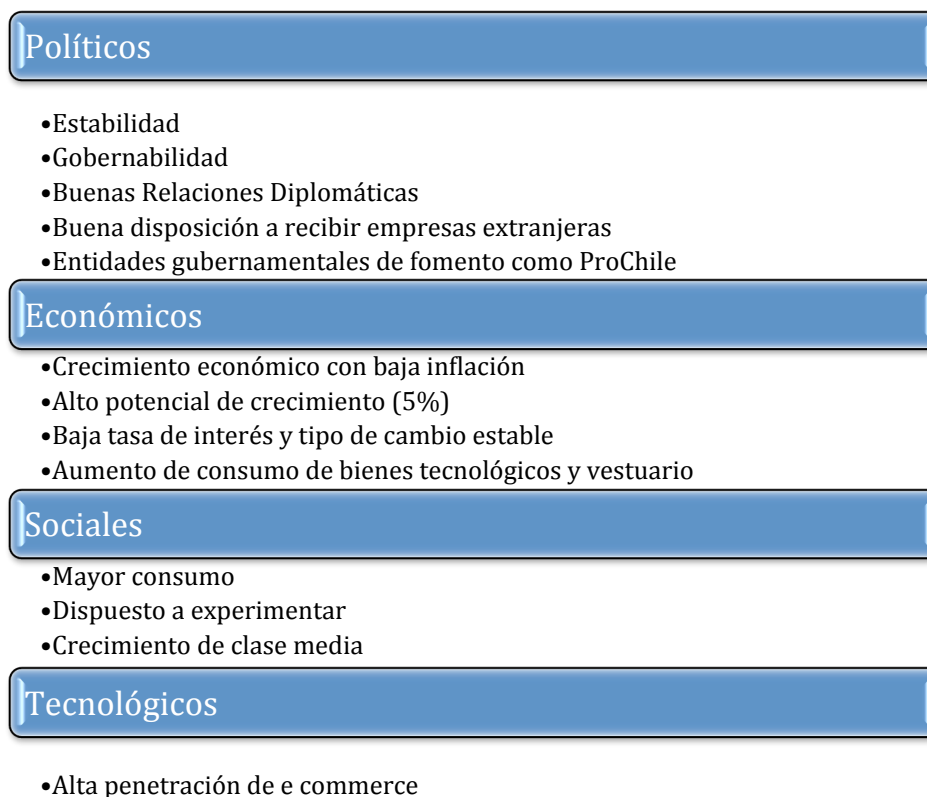 Políticos
•Estabilidad
•Gobernabilidad
•Buenas Relaciones Diplomáticas
•Buena disposición a recibir empresas extranjeras
•Entidades gubernamentales de fomento como ProChile
Económicos
•Crecimiento económico con baja inflación
•Alto potencial de crecimiento (5%)
•Baja tasa de interés y tipo de cambio estable
•Aumento de consumo de bienes tecnológicos y vestuario
Sociales
•Mayor consumo
•Dispuesto a experimentar
•Crecimiento de clase media
Tecnológicos
•Alta penetración de e commerce